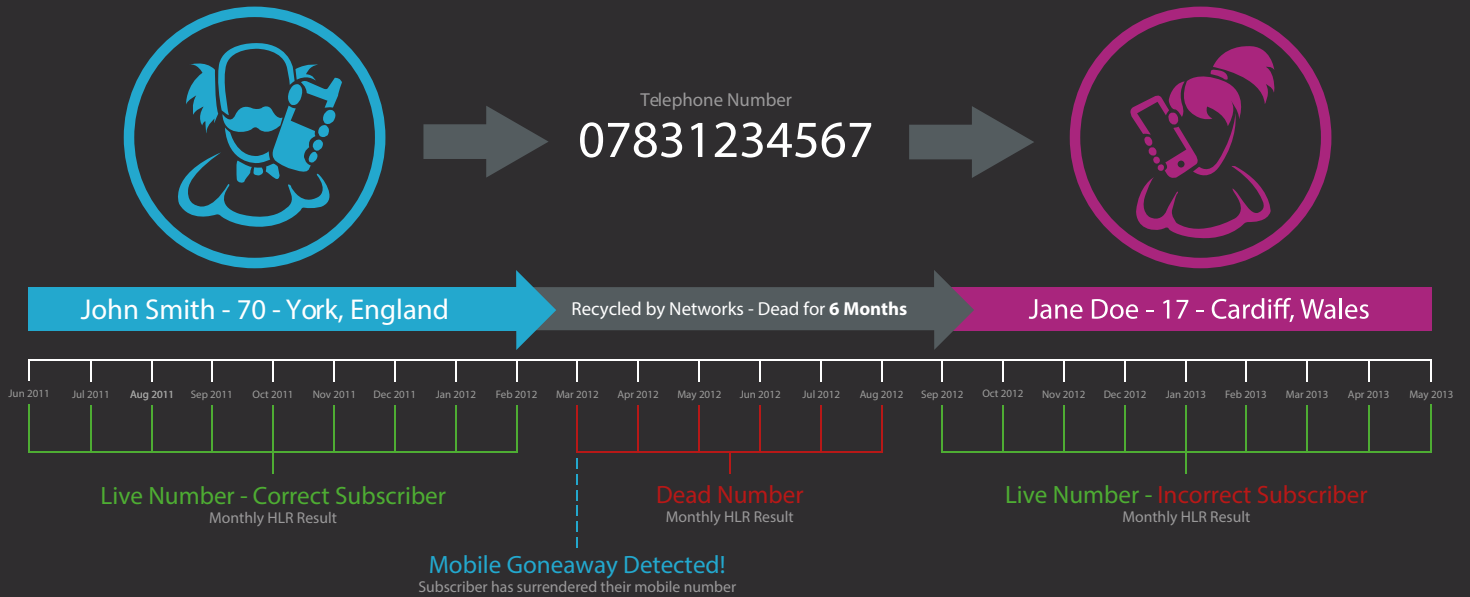 Telephone Number
07831234567
John Smith - 70 - York, England
Recycled by Networks - Dead for 6 Months
Jane Doe - 17 - Cardiff, Wales
Jun 2011 Jul 2011 Aug 2011 Sep 2011 Oct 2011 Nov 2011 Dec 2011 Jan 2012 Feb 2012 Mar 2012 Apr 2012 May 2012 Jun 2012 Jul 2012 Aug 2012 Sep 2012 Oct 2012 Nov 2012 Dec 2012 Jan 2013 Feb 2013 Mar 2013 Apr 2013 May 2013
Live Number - Correct Subscriber
Monthly HLR Result
Dead Number
Monthly HLR Result
Live Number - Incorrect Subscriber
Monthly HLR Result
Mobile Goneaway Detected!
Subscriber has surrendered their mobile number